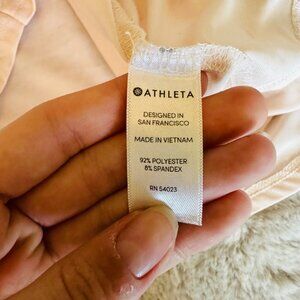 ATHLETA
DESIGNED IN
SAN FRANCISCO
MADE IN VIETNAM
92% POLYESTER
8% SPANDEX
RN 54023